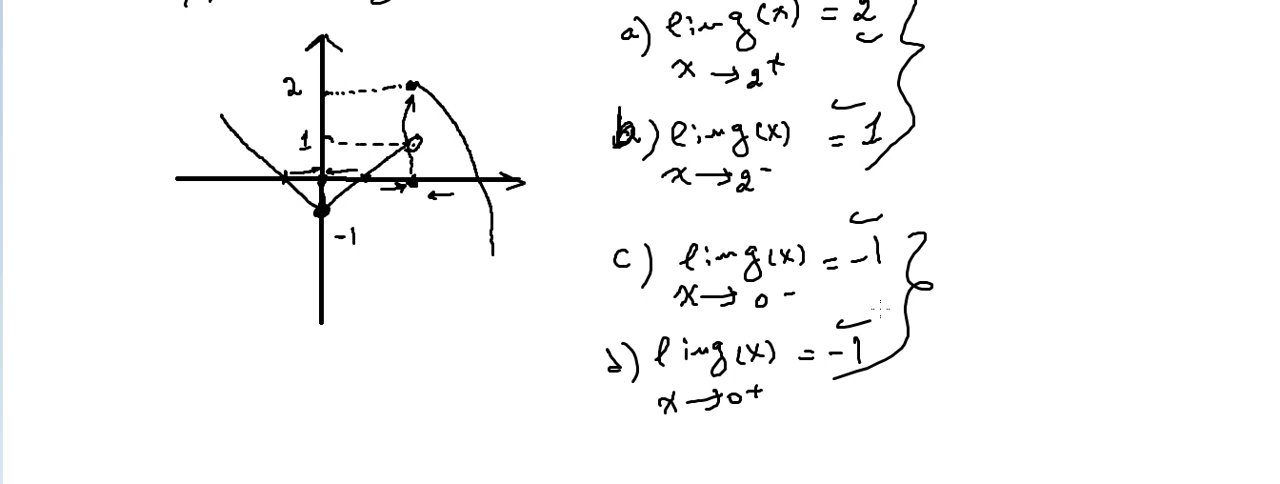 2
1
-1
a) lim g(x) = 2
x → 2+
b) lim g(x) = 1
x → 2-
c) lim g(x) = -1
x → 0-
d) lim g(x) = -1
x → 0+